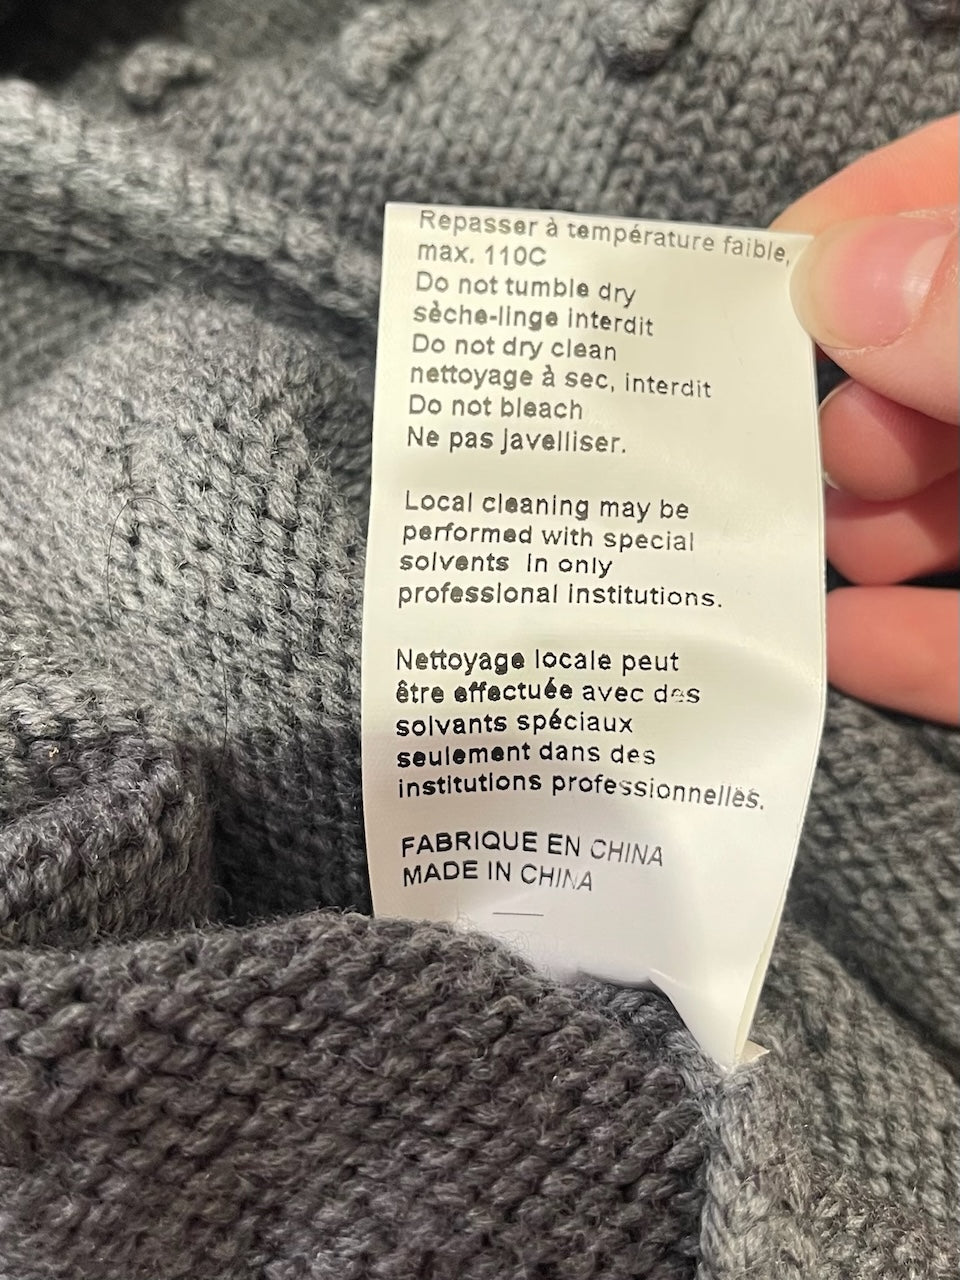 Repasser à température faible,
max. 110C
Do not tumble dry
sèche-linge interdit
Do not dry clean
nettoyage à sec, interdit
Do not bleach
Ne pas javelliser.
Local cleaning may be
performed with special
solvents in only
professional institutions.
Nettoyage locale peut
être effectuée avec des
solvants spéciaux
seulement dans des
institutions professionnelles.
FABRIQUE EN CHINA
MADE IN CHINA